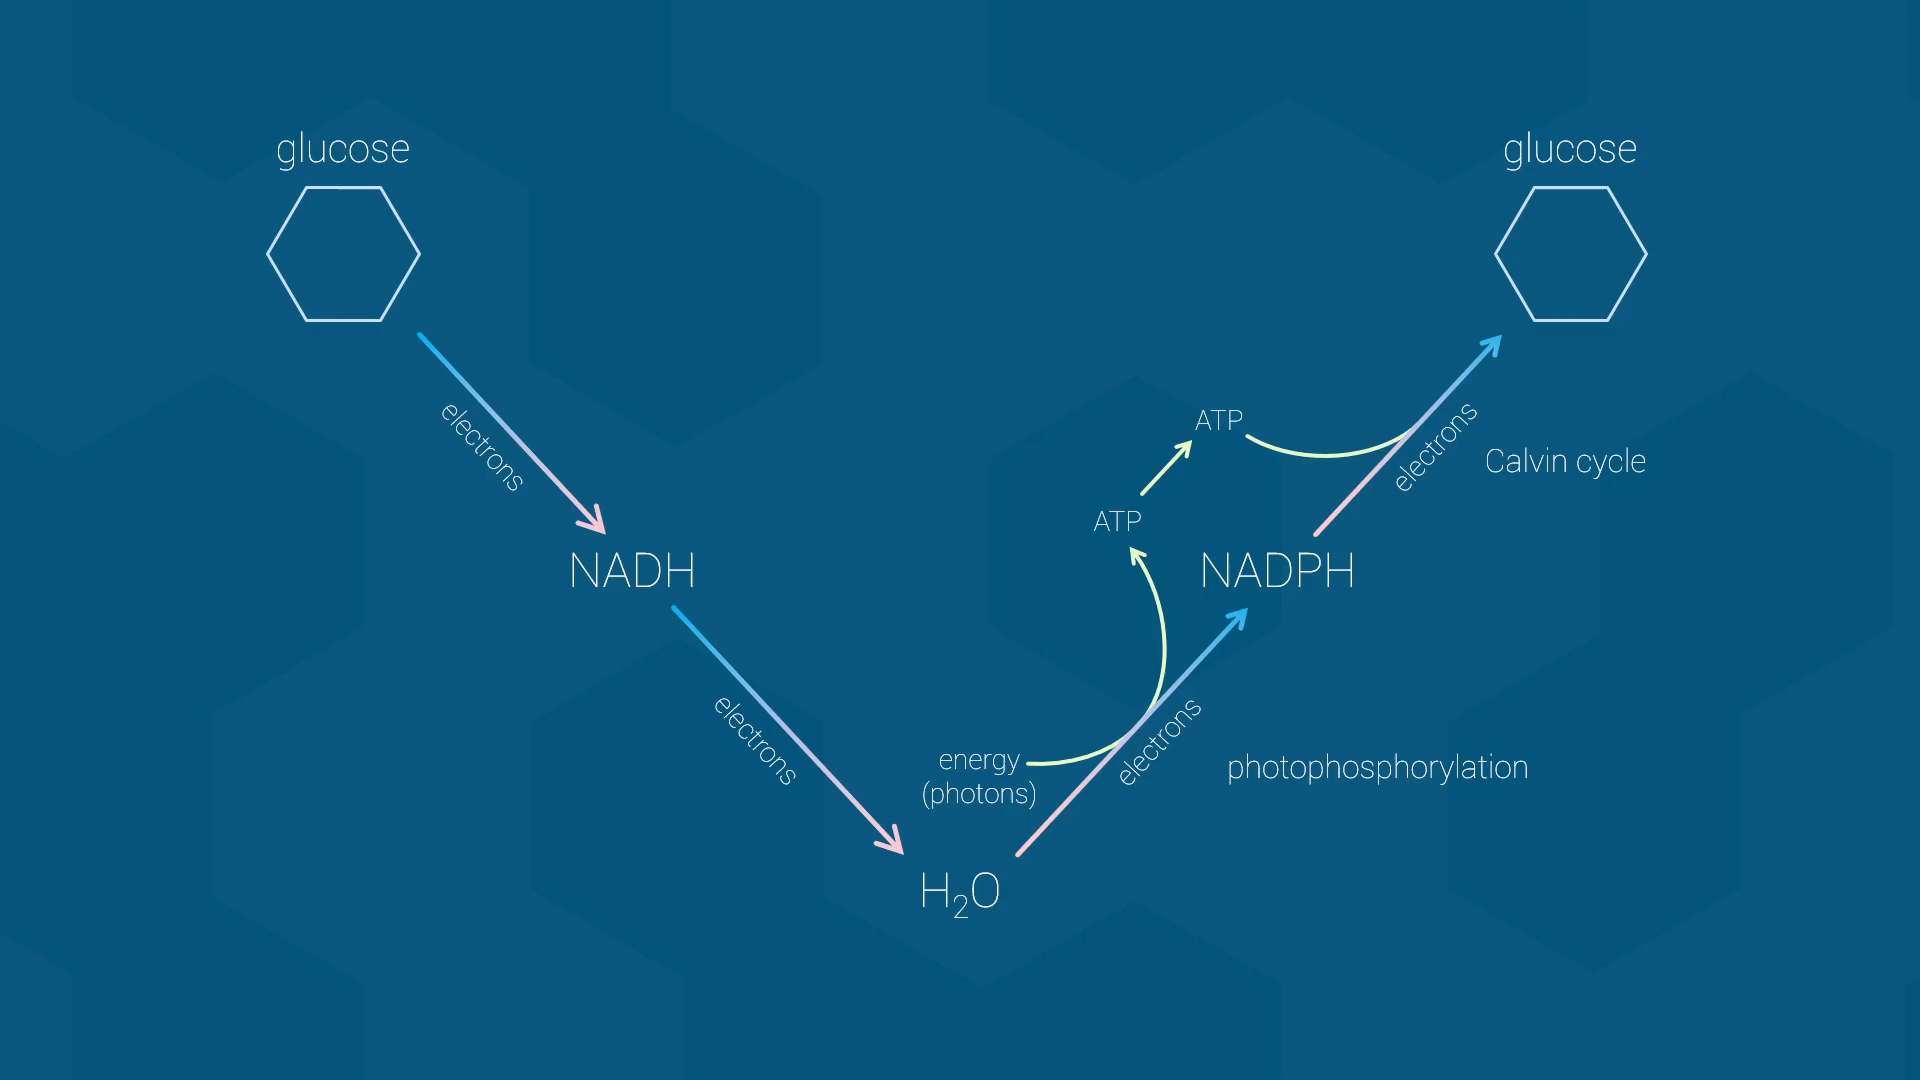 glucose
glucose
ATP
electrons
electrons
Calvin cycle
ATP
NADH
NADPH
electrons
electrons
energy
(photons)
photophosphorylation
H₂O